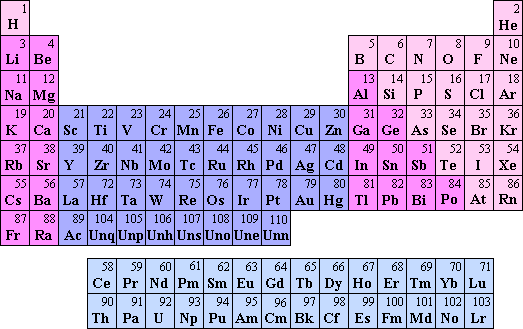 1 2
H He
3 4 5 6 7 8 9 10
Li Be B C N O F Ne
11 12 13 14 15 16 17 18
Na Mg Al Si P S Cl Ar
19 20 21 22 23 24 25 26 27 28 29 30 31 32 33 34 35 36
K Ca Sc Ti V Cr Mn Fe Co Ni Cu Zn Ga Ge As Se Br Kr
37 38 39 40 41 42 43 44 45 46 47 48 49 50 51 52 53 54
Rb Sr Y Zr Nb Mo Tc Ru Rh Pd Ag Cd In Sn Sb Te I Xe
55 56 57 72 73 74 75 76 77 78 79 80 81 82 83 84 85 86
Cs Ba La Hf Ta W Re Os Ir Pt Au Hg Tl Pb Bi Po At Rn
87 88 89 104 105 106 107 108 109 110
Fr Ra Ac Unq Unp Unh Uns Uno Une Unn
58 59 60 61 62 63 64 65 66 67 68 69 70 71
Ce Pr Nd Pm Sm Eu Gd Tb Dy Ho Er Tm Yb Lu
90 91 92 93 94 95 96 97 98 99 100 101 102 103
Th Pa U Np Pu Am Cm Bk Cf Es Fm Md No Lr